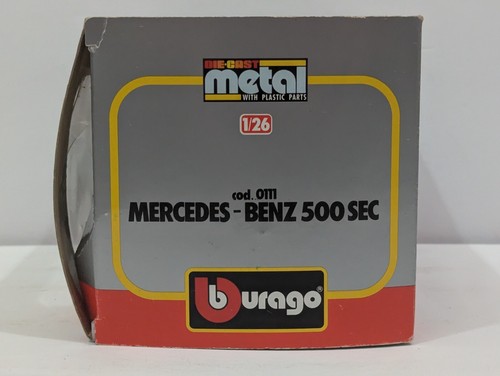 DIE-CAST
metal
WITH PLASTIC PARTS
1/26
cod. 0111
MERCEDES - BENZ 500 SEC
burago